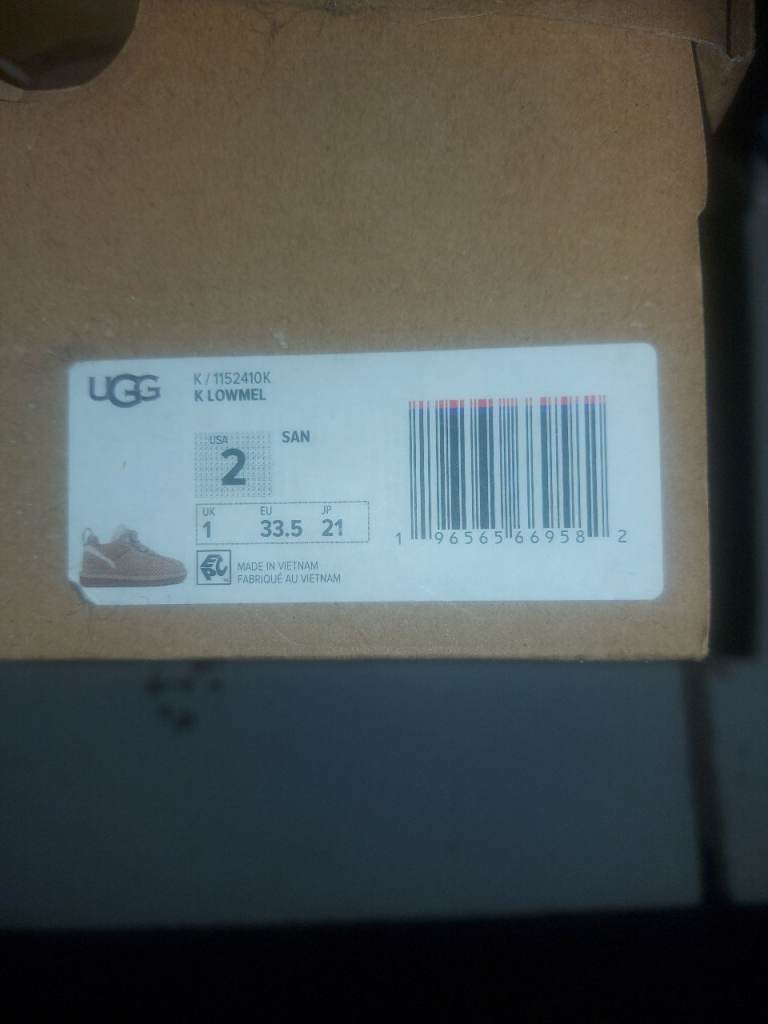 UGG
K / 1152410K
K LOWMEL
USA
2
SAN
UK EU JP
1 33.5 21
EPC
MADE IN VIETNAM
FABRIQUÉ AU VIETNAM
1 96565 66958 2